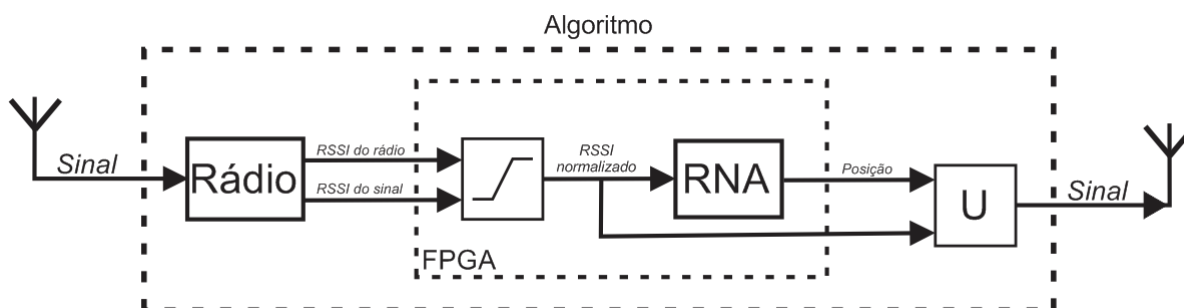 Algoritmo
Sinal
Rádio
RSSI do rádio
RSSI do sinal
RSSI
normalizado
RNA
Posição
U
Sinal
FPGA